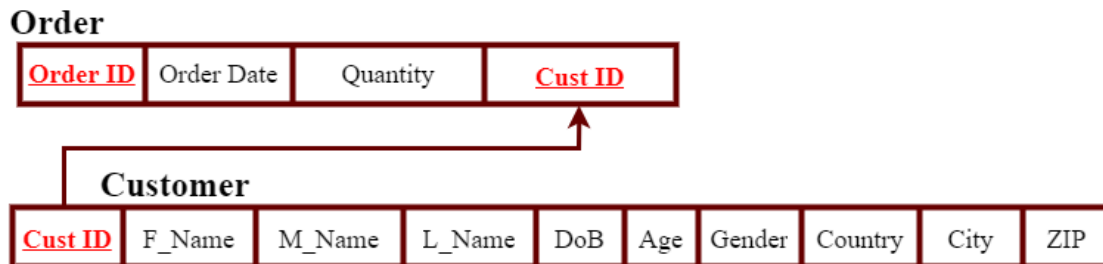 Order
Order ID Order Date Quantity Cust ID
Customer
Cust ID F_Name M_Name L_Name DoB Age Gender Country City ZIP